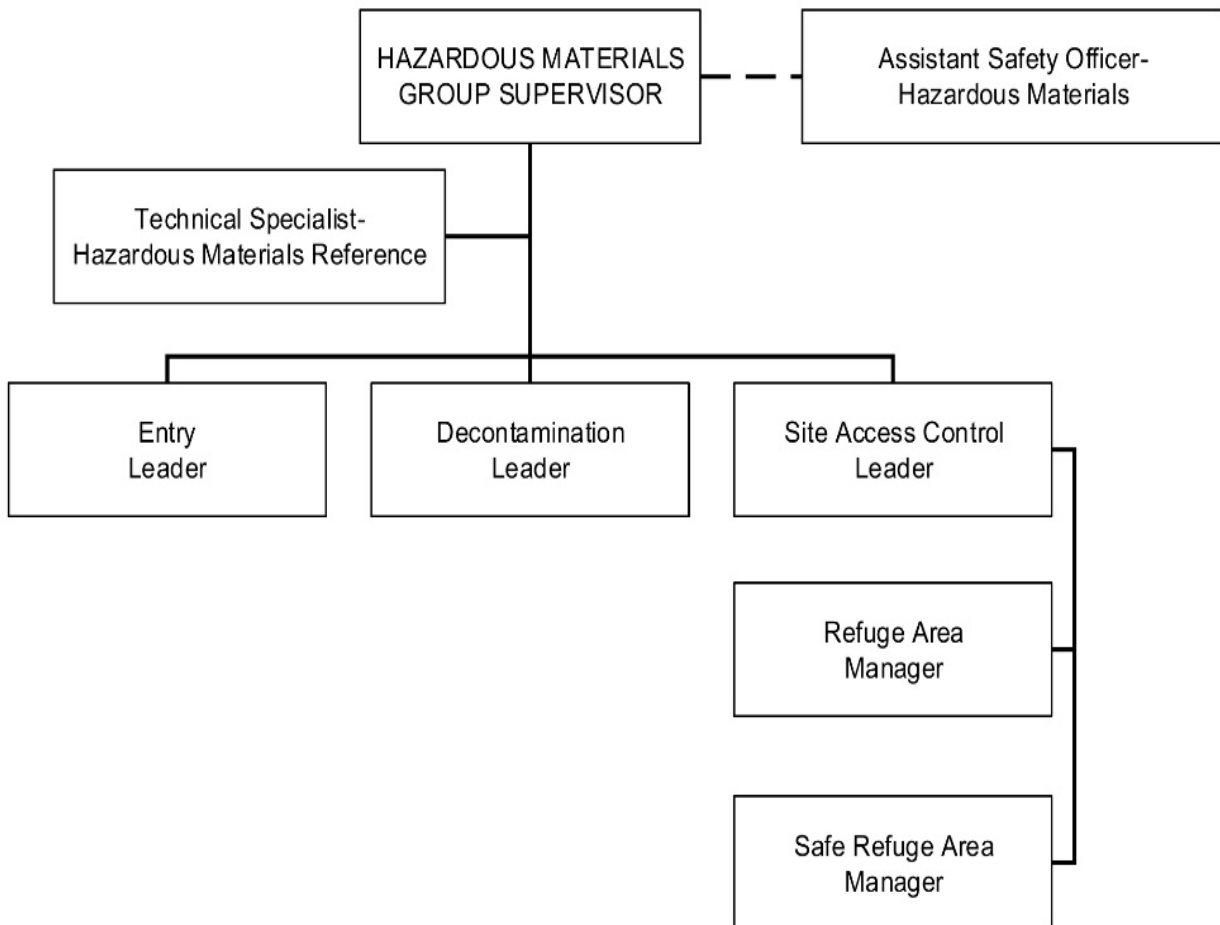 HAZARDOUS MATERIALS
GROUP SUPERVISOR
Assistant Safety Officer-
Hazardous Materials
Technical Specialist-
Hazardous Materials Reference
Entry
Leader
Decontamination
Leader
Site Access Control
Leader
Refuge Area
Manager
Safe Refuge Area
Manager